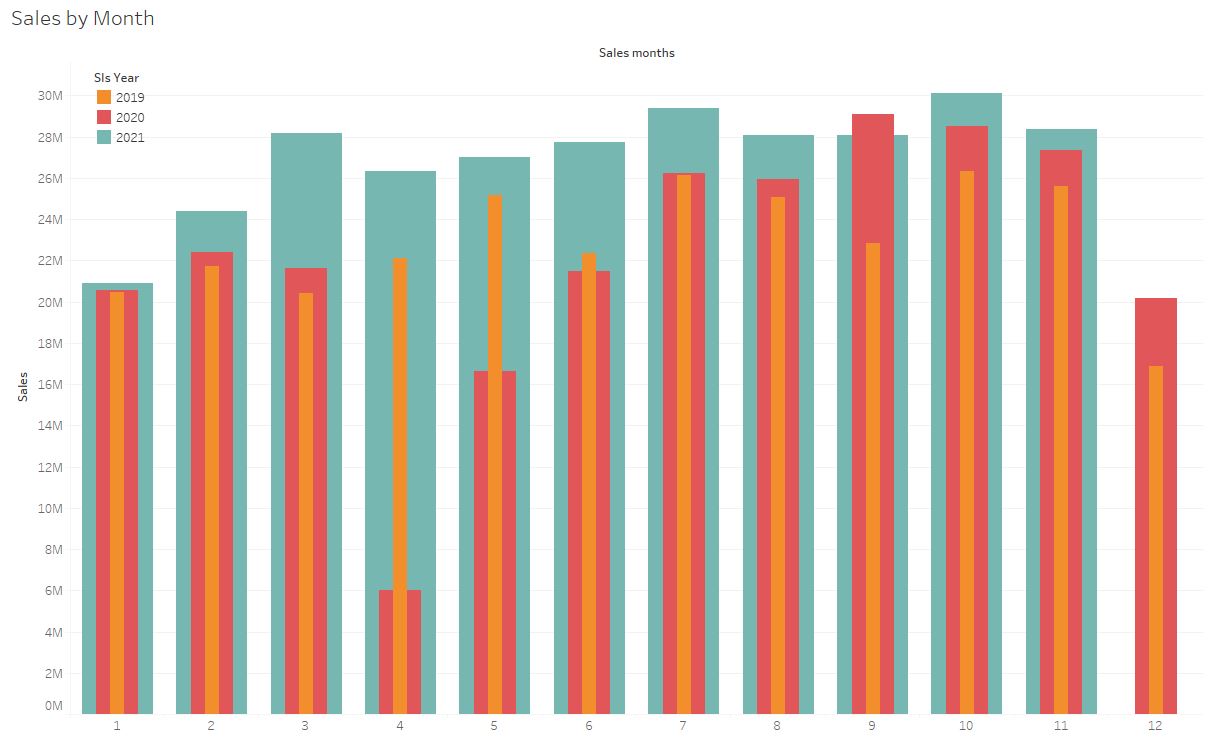 Sales by Month
Sales months
Sls Year
2019
2020
2021
30M
28M
26M
24M
22M
20M
18M
16M
14M
12M
10M
8M
6M
4M
2M
0M
Sales
1 2 3 4 5 6 7 8 9 10 11 12